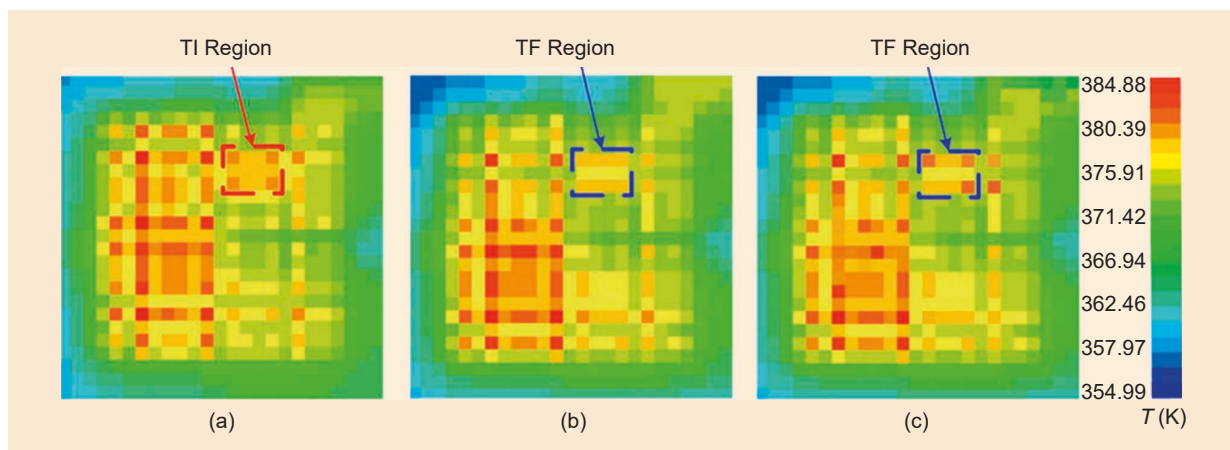 TI Region
TF Region
TF Region
384.88
380.39
375.91
371.42
366.94
362.46
357.97
354.99
T (K)
(a)
(b)
(c)